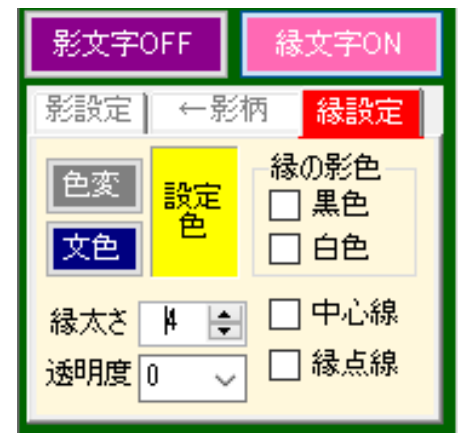 影文字OFF 縁文字ON
影設定 ←影柄 縁設定
色変 設定色 縁の影色
文色 黒色
白色
縁太さ 4 中心線
透明度 0 縁点線